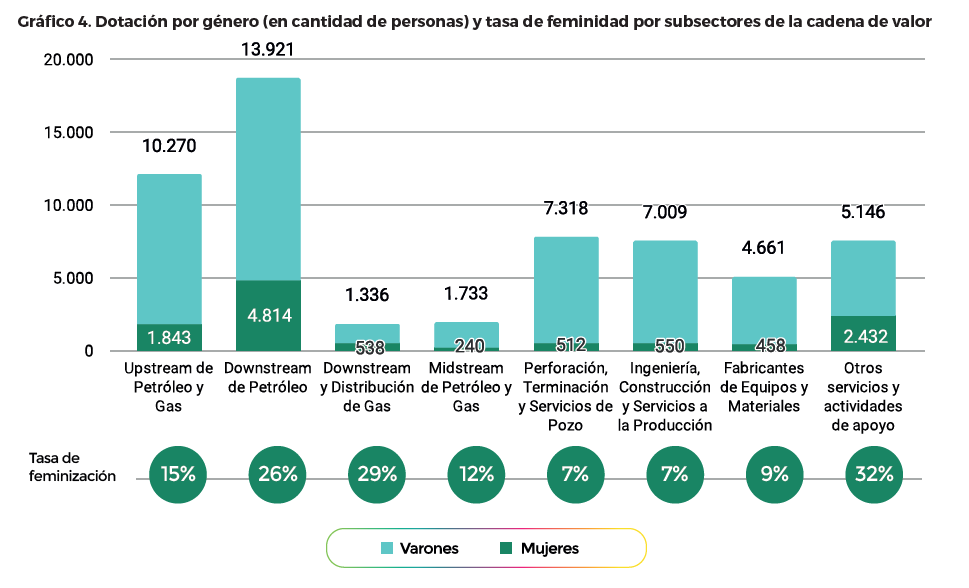 Gráfico 4. Dotación por género (en cantidad de personas) y tasa de feminidad por subsectores de la cadena de valor
20.000
15.000
10.000
5.000
0
10.270
13.921
1.336
1.733
7.318
7.009
4.661
5.146
1.843
4.814
538
240
512
550
458
2.432
Upstream de
Petróleo y
Gas
Downstream
de Petróleo
Downstream
y Distribución
de Gas
Midstream
de Petróleo y
Gas
Perforación,
Terminación
y Servicios de
Pozo
Ingeniería,
Construcción
y Servicios a
la Producción
Fabricantes
de Equipos y
Materiales
Otros
servicios y
actividades
de apoyo
Tasa de
feminización
15%
26%
29%
12%
7%
7%
9%
32%
Varones
Mujeres